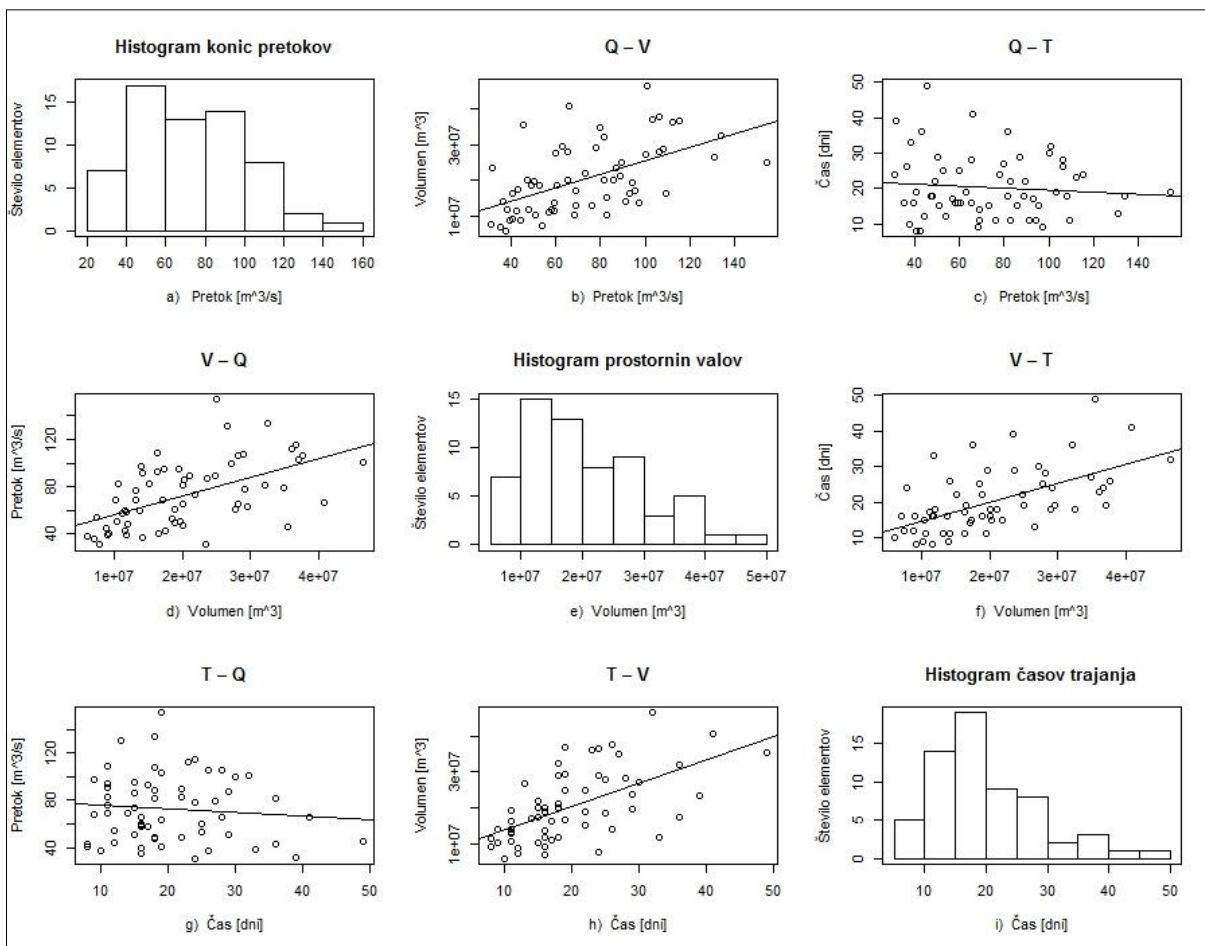 Histogram konic pretokov
Število elementov
15
10
5
0
20 40 60 80 100 120 140 160
a) Pretok [m^3/s]
Q – V
Volumen [m^3]
3e+07
1e+07
40 60 80 100 120 140
b) Pretok [m^3/s]
Q – T
Čas [dni]
50
40
30
20
10
40 60 80 100 120 140
c) Pretok [m^3/s]
V – Q
Pretok [m^3/s]
120
80
60
40
1e+07 2e+07 3e+07 4e+07
d) Volumen [m^3]
Histogram prostornin valov
Število elementov
15
10
5
0
1e+07 2e+07 3e+07 4e+07 5e+07
e) Volumen [m^3]
V – T
Čas [dni]
50
40
30
20
10
1e+07 2e+07 3e+07 4e+07
f) Volumen [m^3]
T – Q
Pretok [m^3/s]
120
80
60
40
10 20 30 40 50
g) Čas [dni]
T – V
Volumen [m^3]
3e+07
1e+07
10 20 30 40 50
h) Čas [dni]
Histogram časov trajanja
Število elementov
15
10
5
0
10 20 30 40 50
i) Čas [dni]